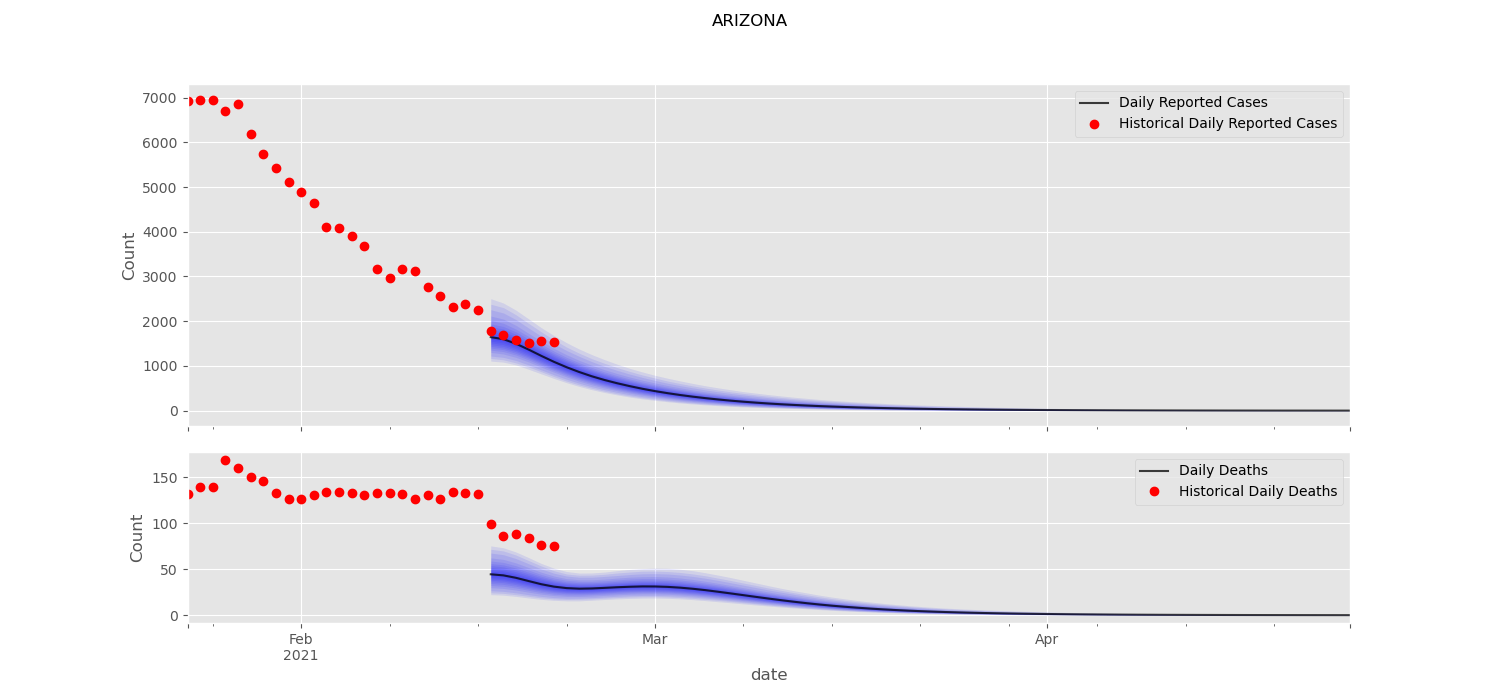 ARIZONA
Daily Reported Cases
Historical Daily Reported Cases
7000
6000
5000
4000
3000
2000
1000
0
Count
Daily Deaths
Historical Daily Deaths
150
100
50
0
Count
Feb
2021
Mar
Apr
date